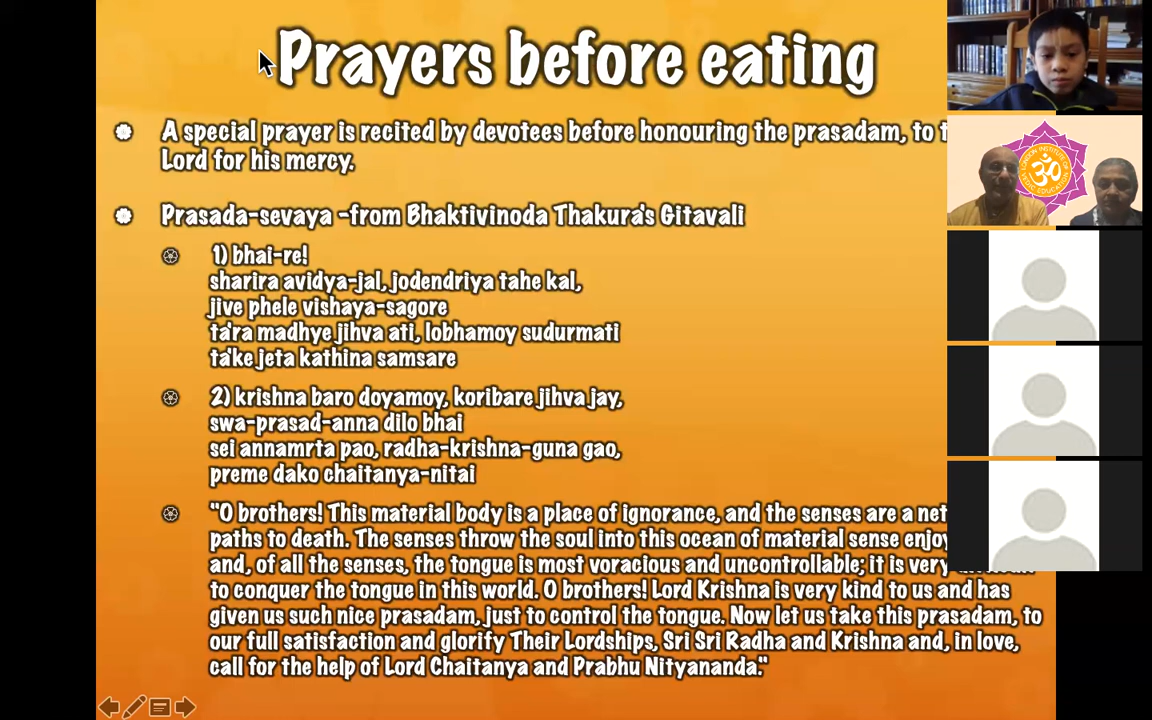 Prayers before eating
A special prayer is recited by devotees before honouring the prasadam, to
Lord for his mercy.
Prasada-sevaya -from Bhaktivinoda Thakura's Gitavali
1) bhai-re!
sharira avidya-jal, jodendriya tahe kal,
jive phele vishaya-sagore
ta'ra madhye jihva ati, lobhamoy sudurmati
ta'ke jeta kathina samsare
2) krishna baro doyamoy, koribare jihva jay,
swa-prasad-anna dilo bhai
sei annamrta pao, radha-krishna-guna gao,
preme dako chaitanya-nitai
"O brothers! This material body is a place of ignorance, and the senses are a
paths to death. The senses throw the soul into this ocean of material sense
and, of all the senses, the tongue is most voracious and uncontrollable; it is very
to conquer the tongue in this world. O brothers! Lord Krishna is very kind to us and has
given us such nice prasadam, just to control the tongue. Now let us take this prasadam, to
our full satisfaction and glorify Their Lordships, Sri Sri Radha and Krishna and, in love,
call for the help of Lord Chaitanya and Prabhu Nityananda."
LONDON INSTITUTE OF
VEDIC EDUCATION
ॐ